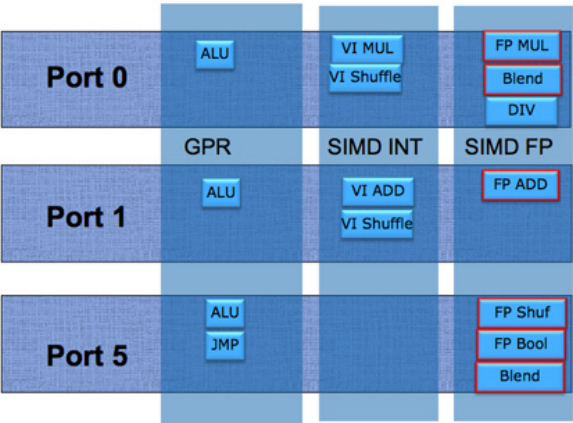 Port 0
ALU
VI MUL
VI Shuffle
FP MUL
Blend
DIV
GPR
SIMD INT
SIMD FP
Port 1
ALU
VI ADD
VI Shuffle
FP ADD
Port 5
ALU
JMP
FP Shuf
FP Bool
Blend